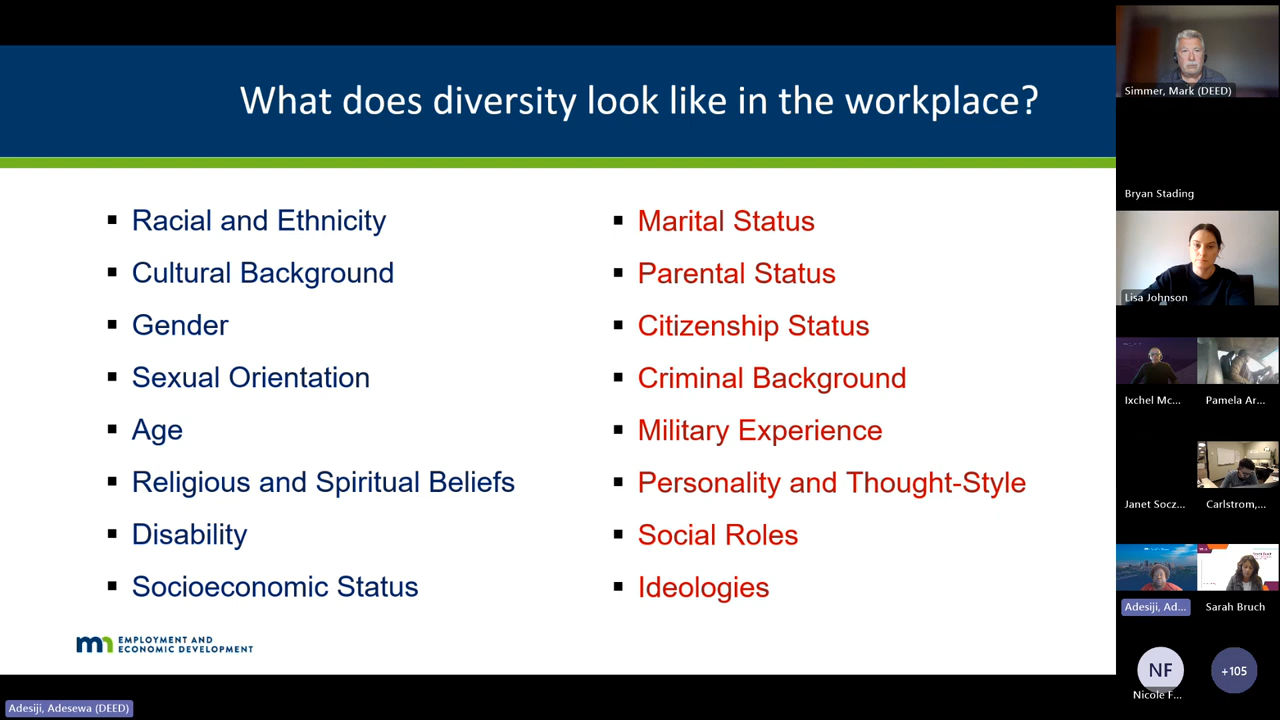 What does diversity look like in the workplace?
Racial and Ethnicity
Cultural Background
Gender
Sexual Orientation
Age
Religious and Spiritual Beliefs
Disability
Socioeconomic Status
Marital Status
Parental Status
Citizenship Status
Criminal Background
Military Experience
Personality and Thought-Style
Social Roles
Ideologies
mn EMPLOYMENT AND
ECONOMIC DEVELOPMENT
Adesiji, Adesewa (DEED)
Simmer, Mark (DEED)
Bryan Stading
Lisa Johnson
Ixchel Mc...
Pamela Ar...
Janet Socz...
Carlstrom,...
Adesiji, Ad...
Sarah Bruch
NF
+105
Nicole F...